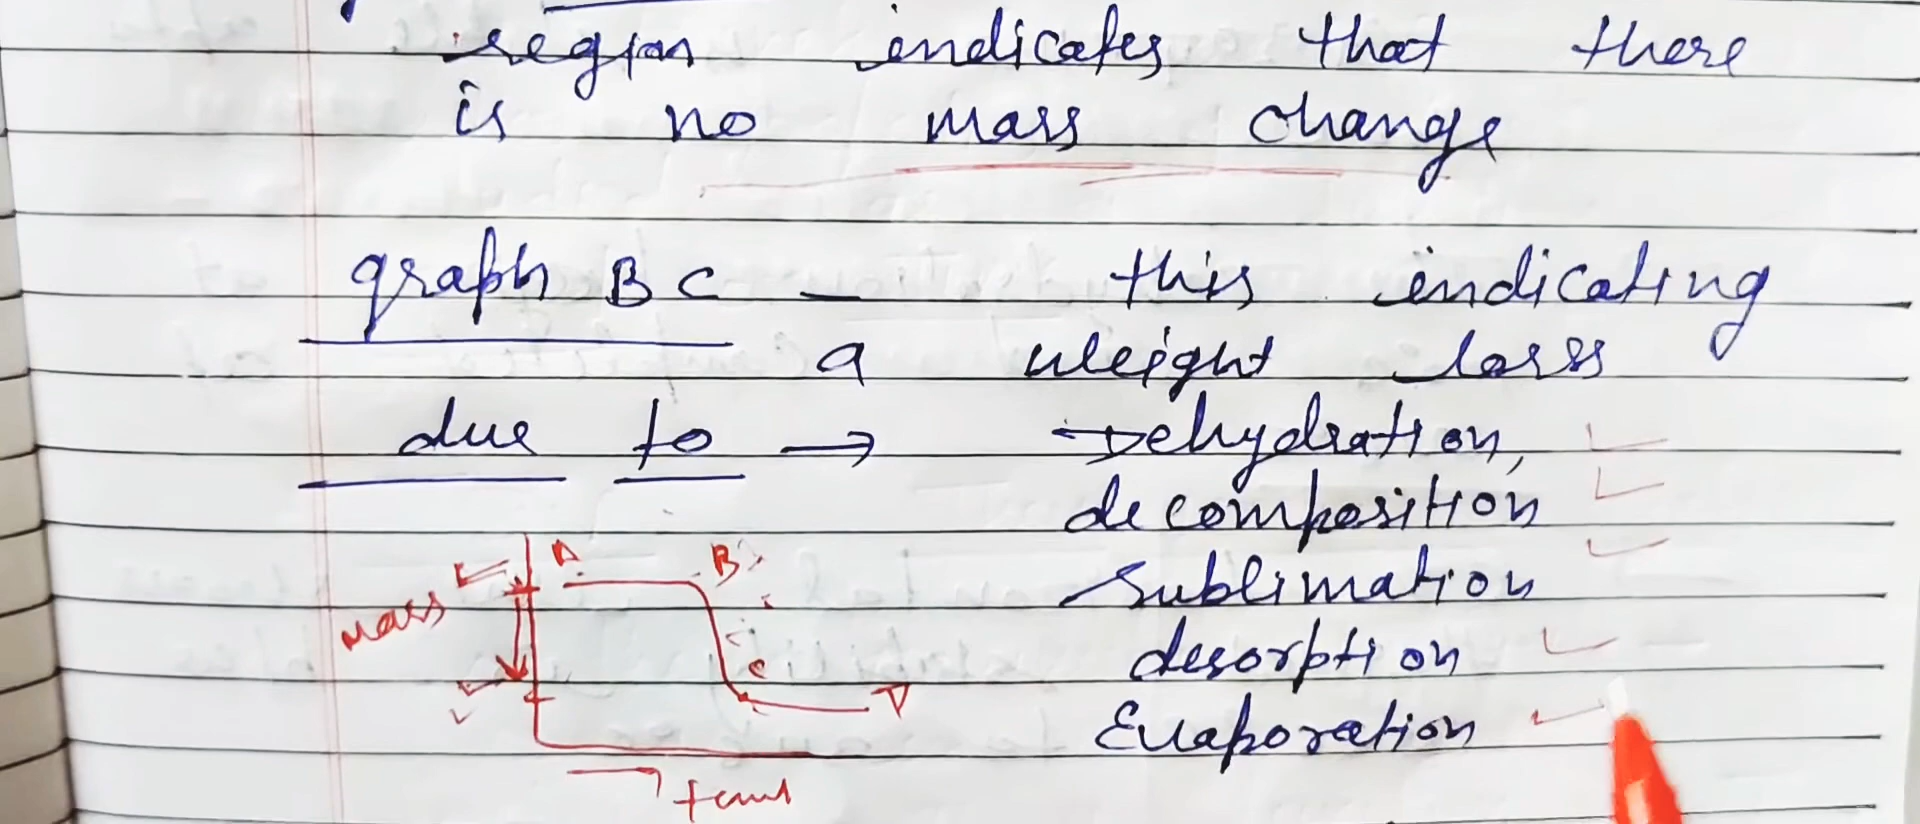 region indicates that there
is no mass change
graph BC - this indicating
a weight loss
due to → Dehydration,
decomposition
sublimation
desorption
Evaporation
A B
Mass
C
D
→ temp